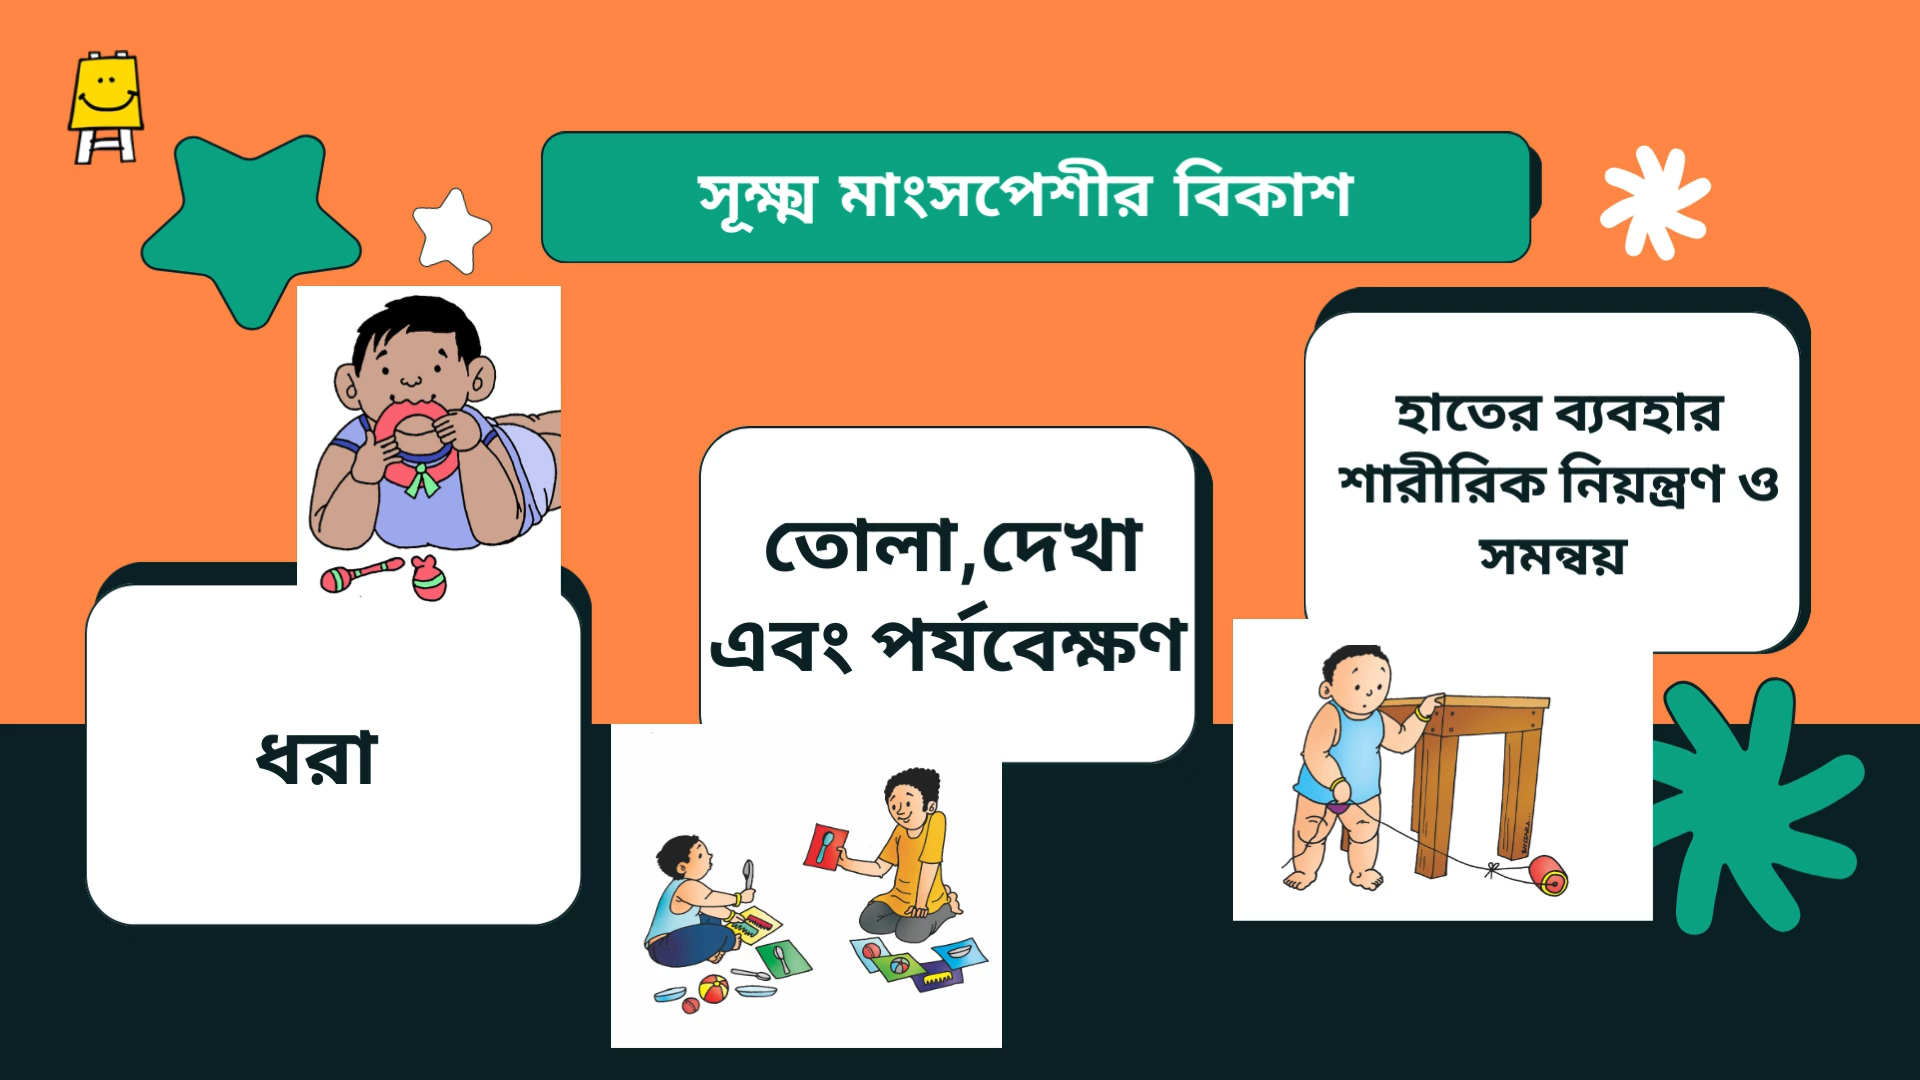 সূক্ষ্ম মাংসপেশীর বিকাশ
ধরা
তোলা,দেখা
এবং পর্যবেক্ষণ
হাতের ব্যবহার
শারীরিক নিয়ন্ত্রণ ও
সমন্বয়